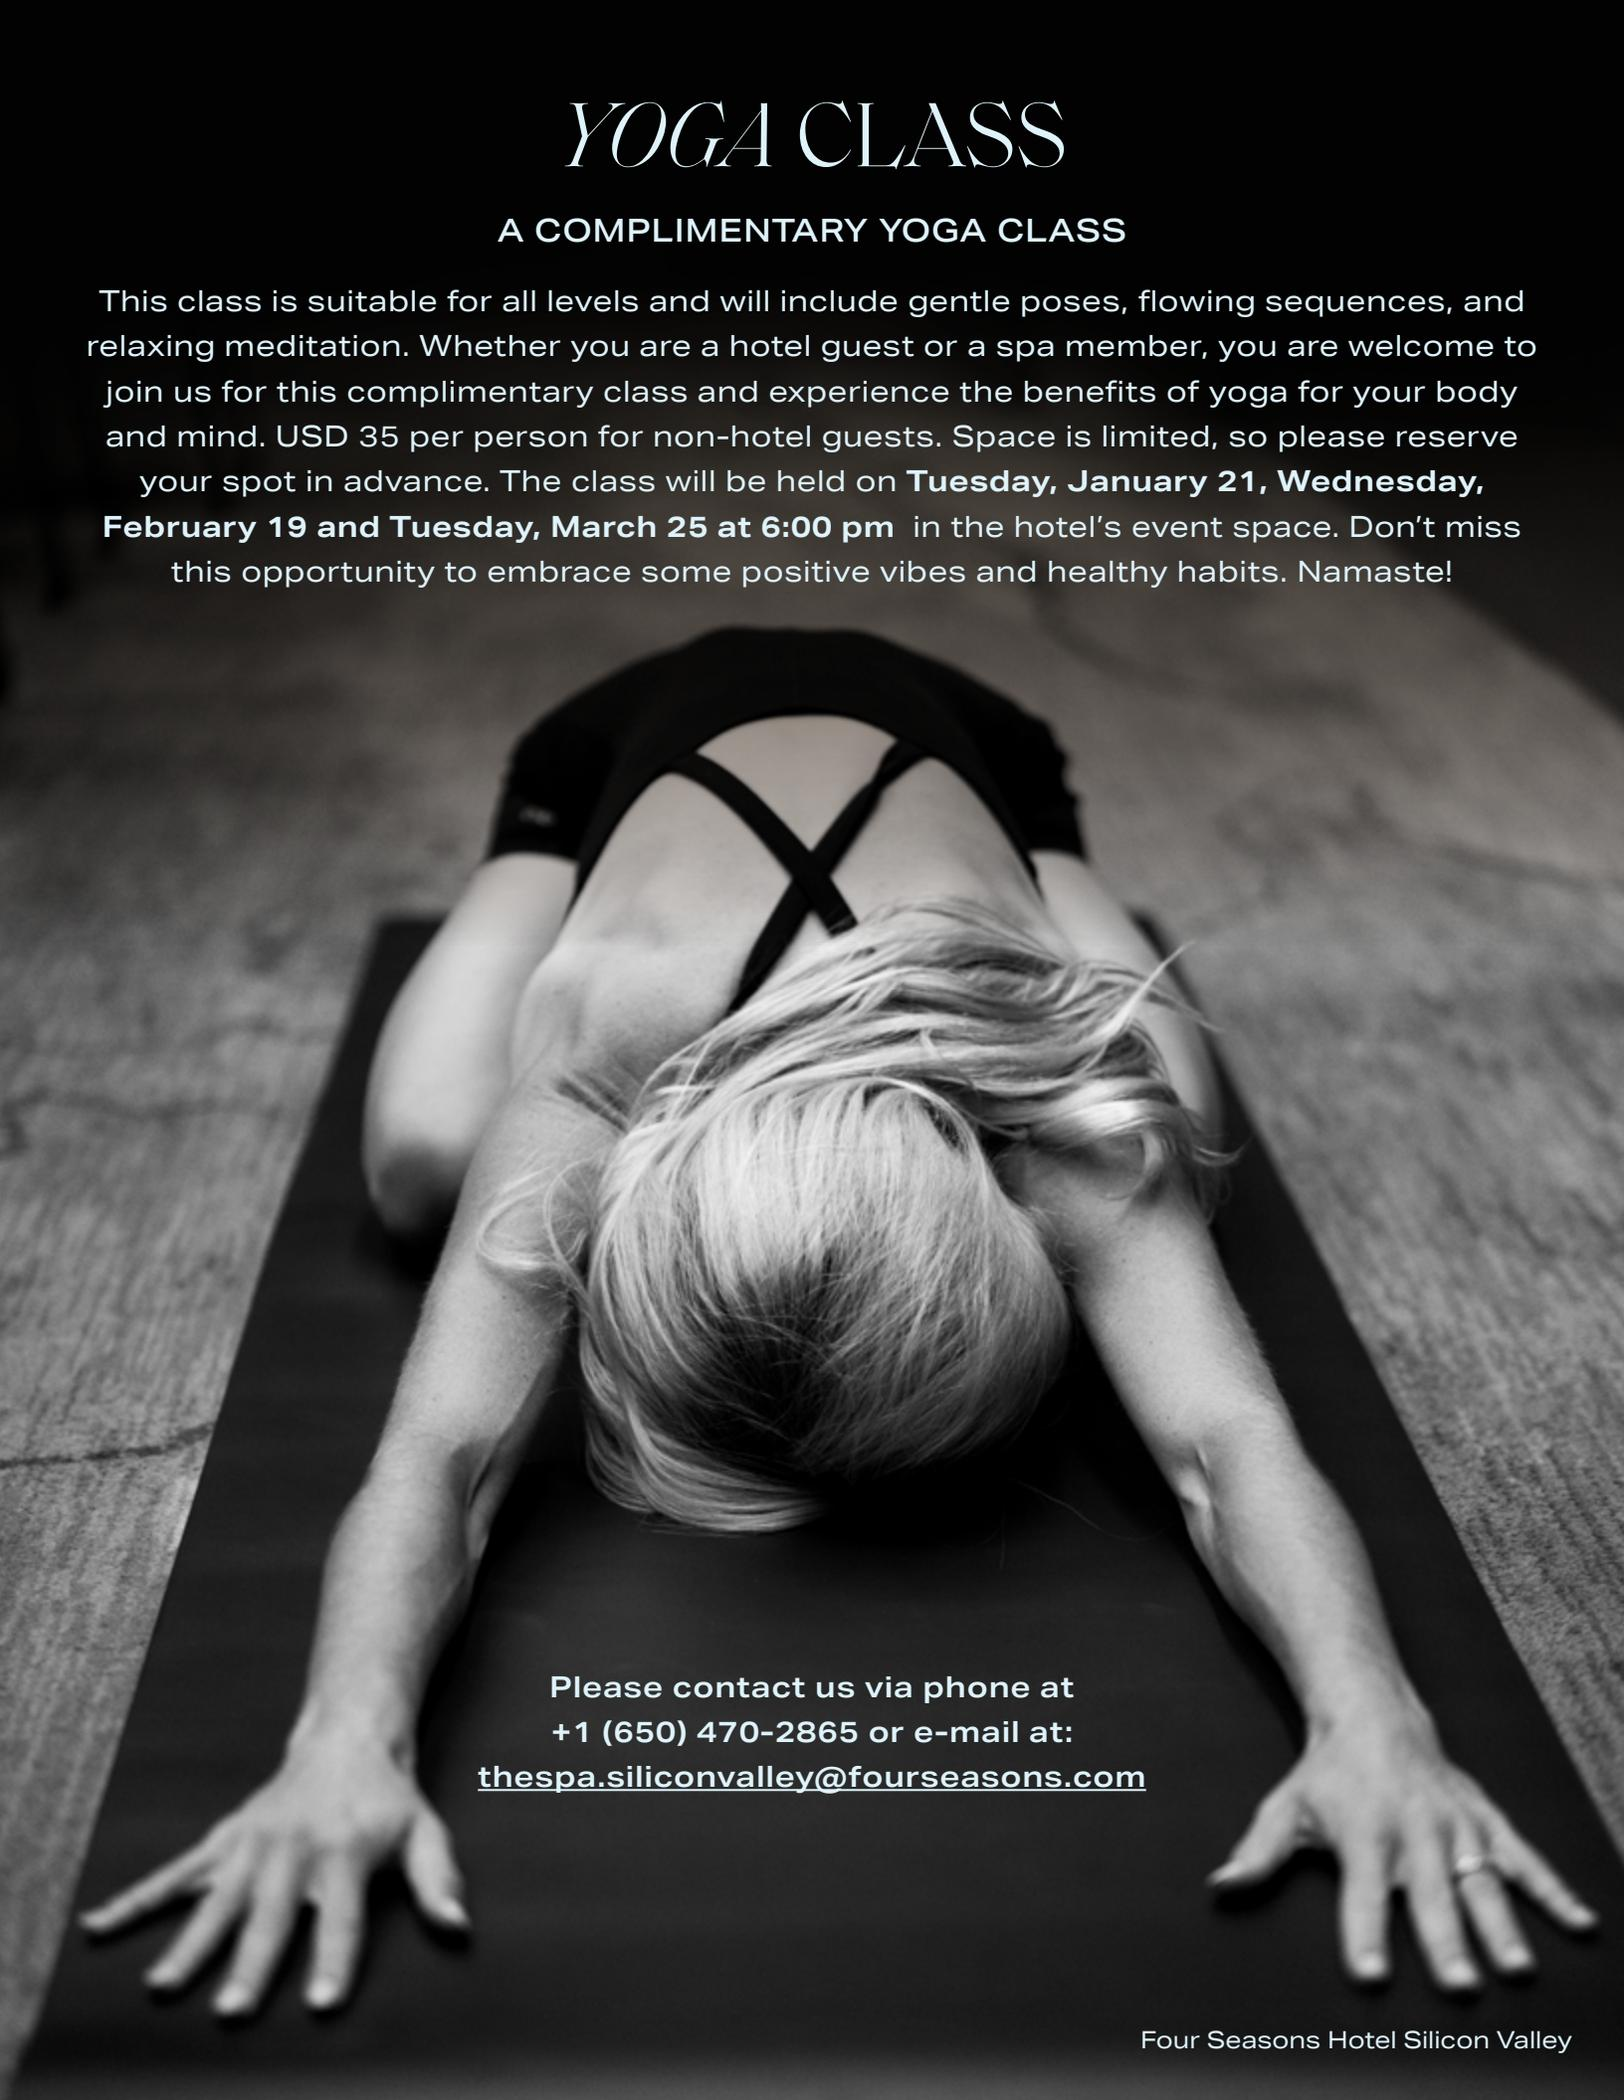 YOGA CLASS
A COMPLIMENTARY YOGA CLASS
This class is suitable for all levels and will include gentle poses, flowing sequences, and
relaxing meditation. Whether you are a hotel guest or a spa member, you are welcome to
join us for this complimentary class and experience the benefits of yoga for your body
and mind. USD 35 per person for non-hotel guests. Space is limited, so please reserve
your spot in advance. The class will be held on Tuesday, January 21, Wednesday,
February 19 and Tuesday, March 25 at 6:00 pm in the hotel’s event space. Don’t miss
this opportunity to embrace some positive vibes and healthy habits. Namaste!
Please contact us via phone at
+1 (650) 470-2865 or e-mail at:
thespa.siliconvalley@fourseasons.com
Four Seasons Hotel Silicon Valley